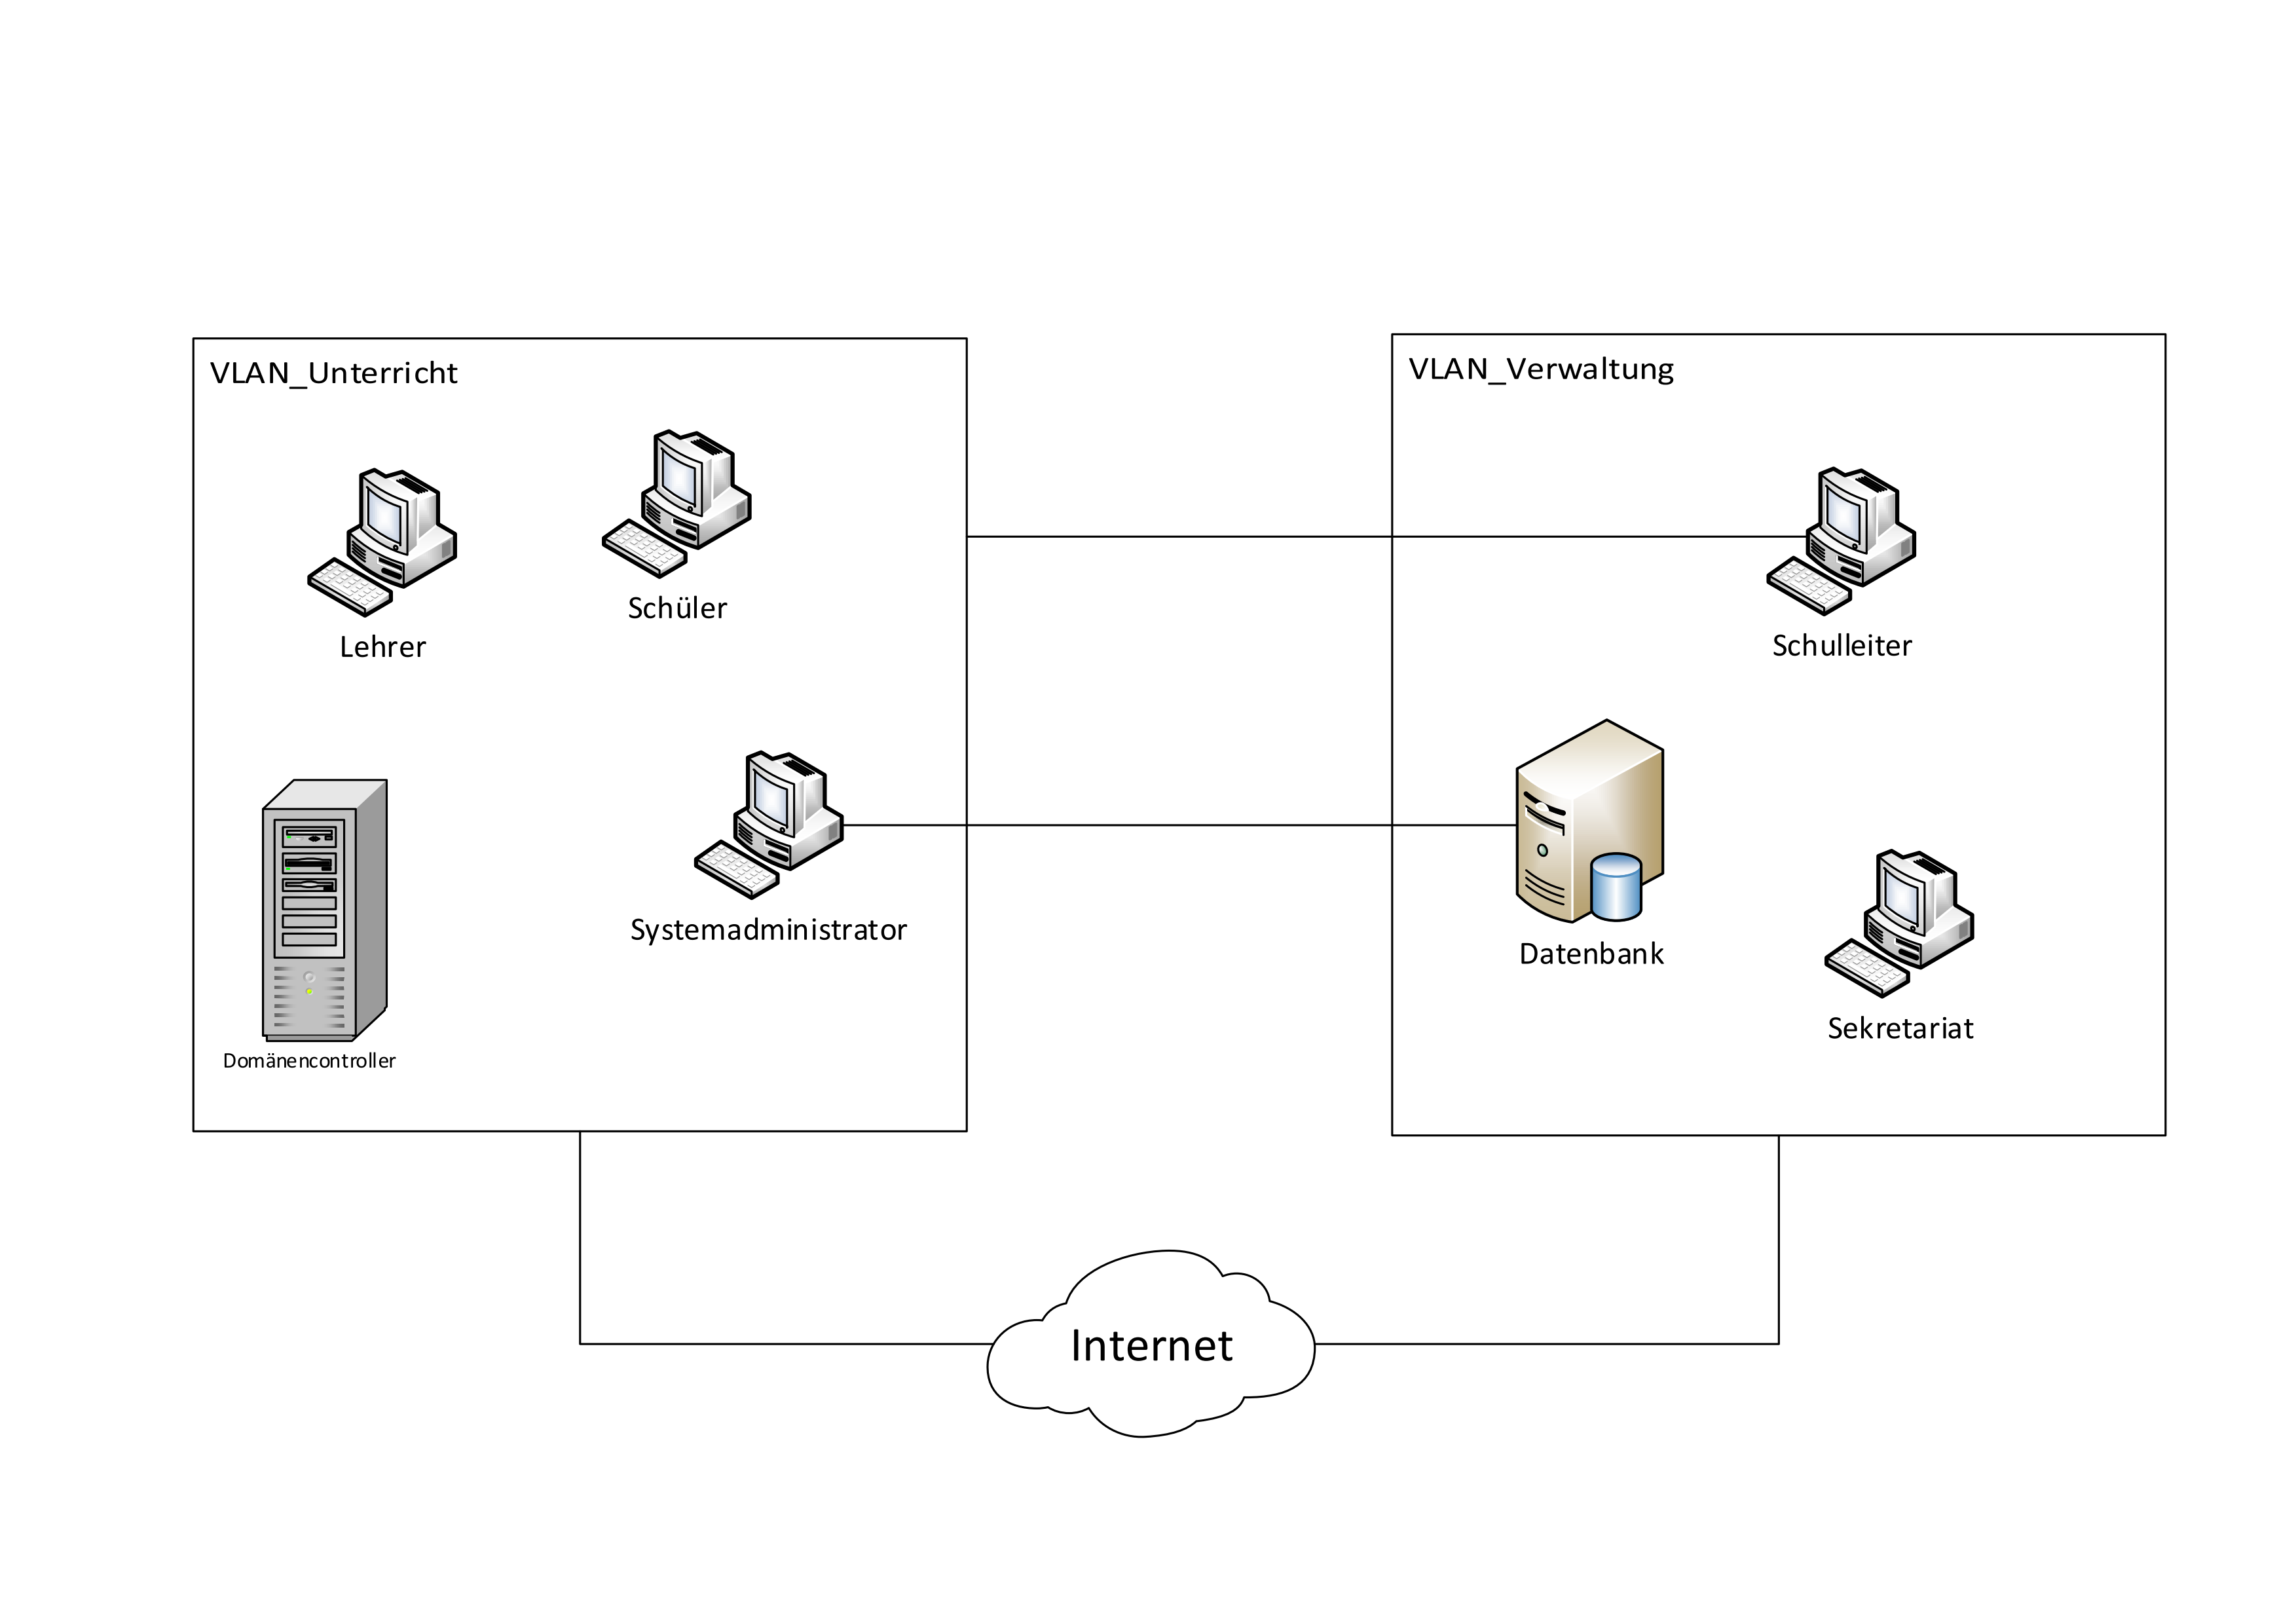 VLAN_Unterricht
VLAN_Verwaltung
Schüler
Lehrer
Schulleiter
Systemadministrator
Datenbank
Sekretariat
Domänencontroller
Internet